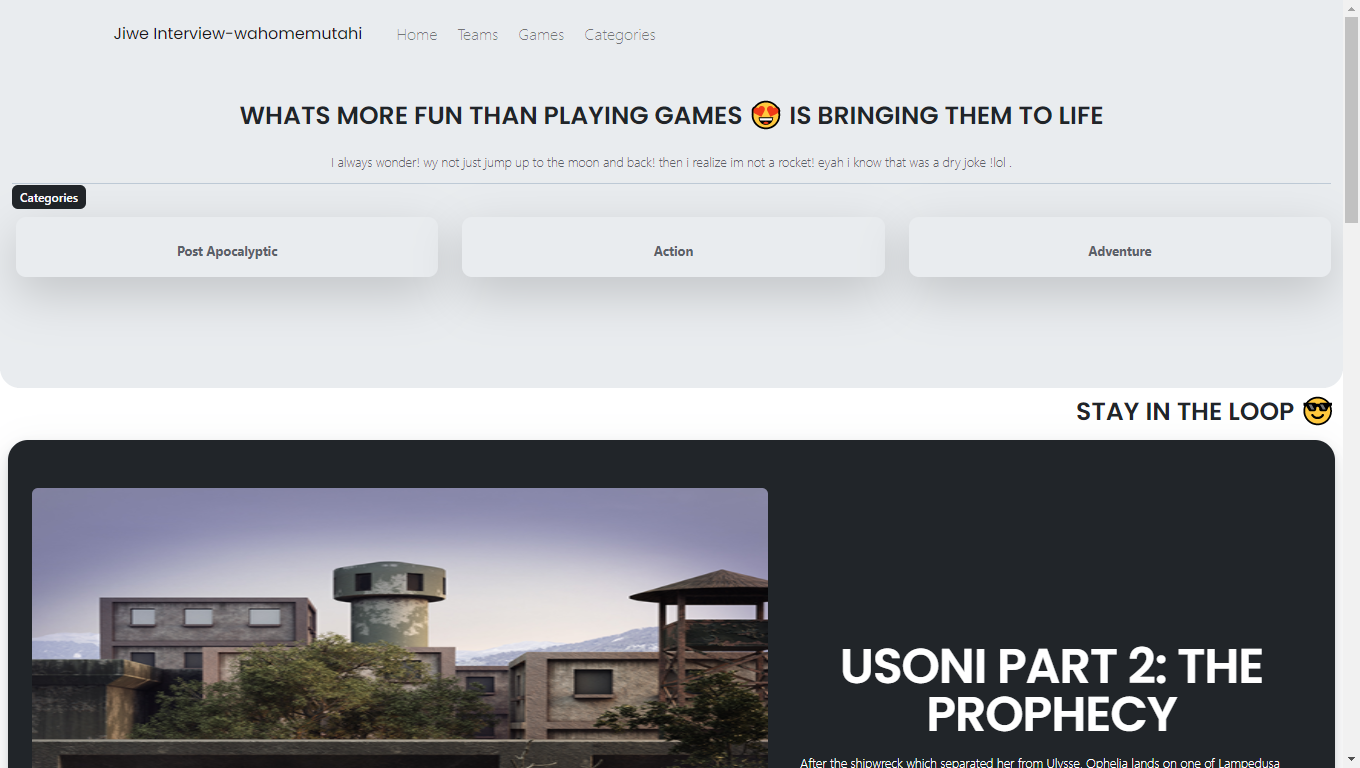 Jiwe Interview-wahomemutahi Home Teams Games Categories
WHATS MORE FUN THAN PLAYING GAMES 😍 IS BRINGING THEM TO LIFE
I always wonder! wy not just jump up to the moon and back! then i realize im not a rocket! eyah i know that was a dry joke !lol .
Categories
Post Apocalyptic Action Adventure
STAY IN THE LOOP 😎
USONI PART 2: THE
PROPHECY
After the shipwreck which separated her from Ulysse, Ophelia lands on one of Lampedusa